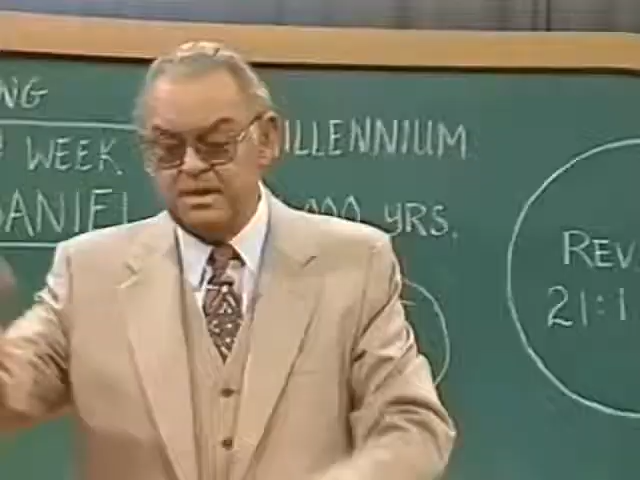 NG
WEEK
DANIEL
ILLENNIUM
000 YRS.
REV.
21:1